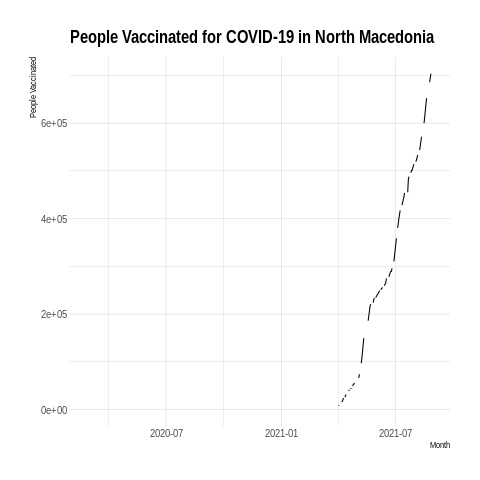 People Vaccinated for COVID-19 in North Macedonia
People Vaccinated
6e+05
4e+05
2e+05
0e+00
2020-07 2021-01 2021-07
Month